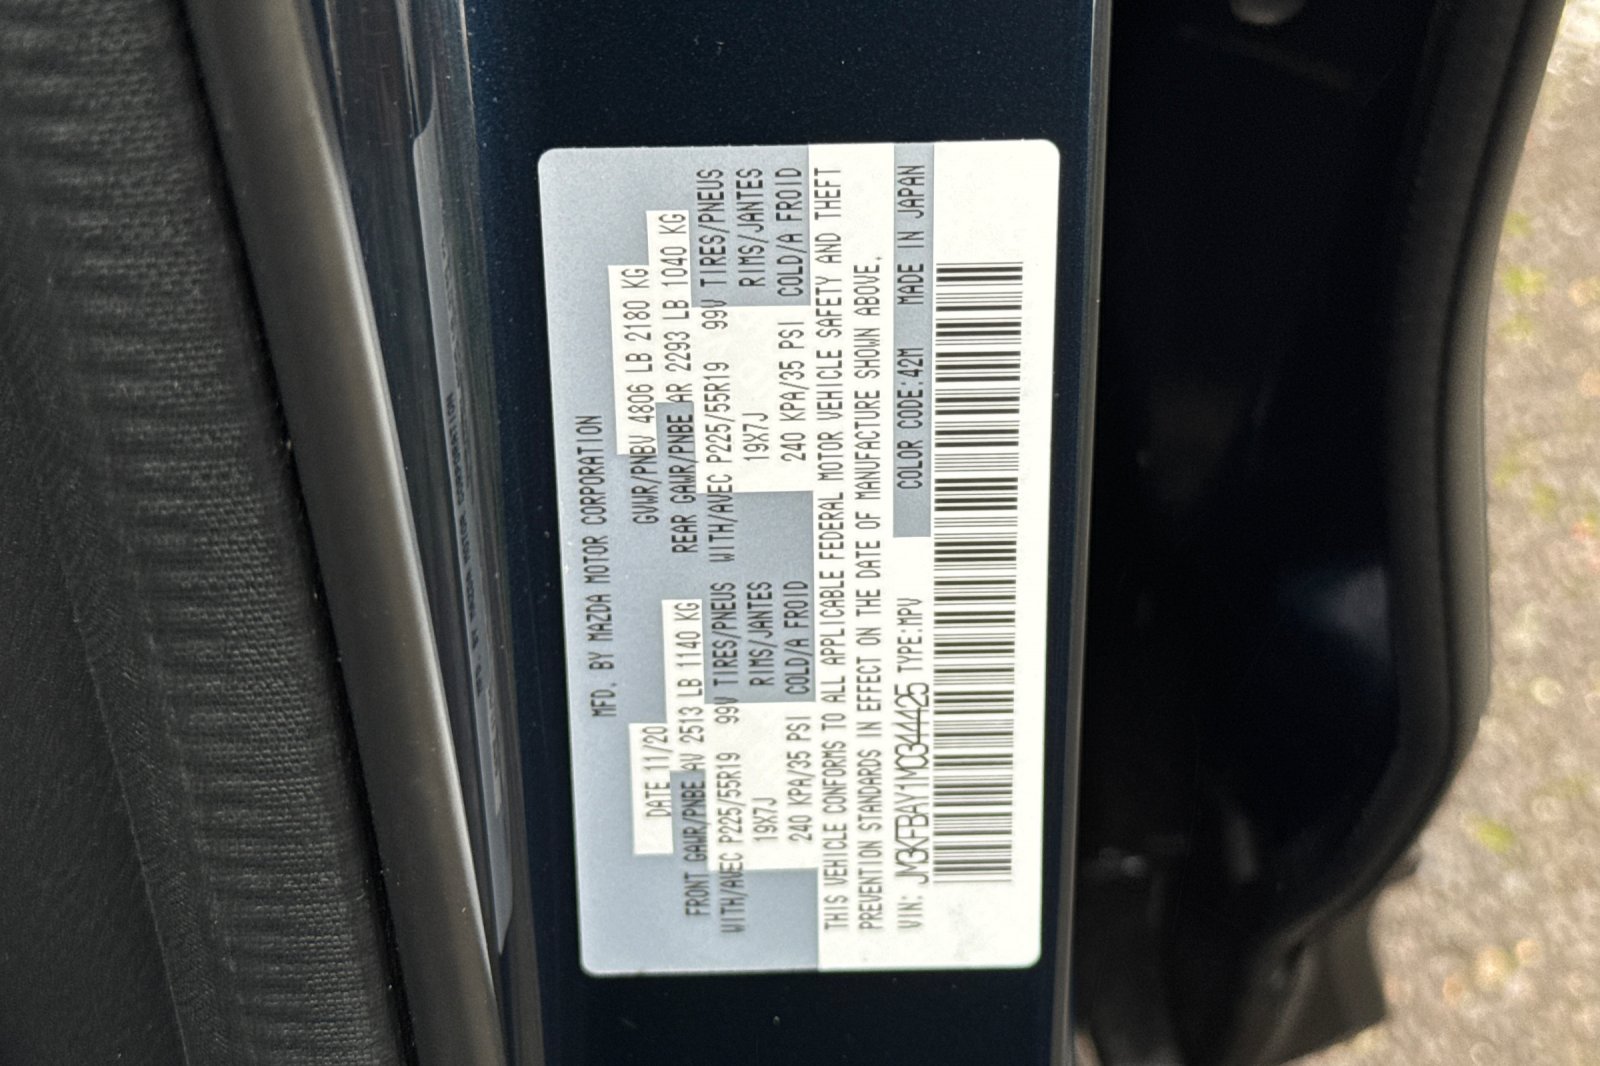 MFD. BY MAZDA MOTOR CORPORATION
DATE 11/20 GVWR/PNBV 4806 LB 2180 KG
FRONT GAWR/PNBE AV 2513 LB 1140 KG REAR GAWR/PNBE AR 2293 LB 1040 KG
WITH/AVEC P225/55R19 99V TIRES/PNEUS WITH/AVEC P225/55R19 99V TIRES/PNEUS
19X7J RIMS/JANTES 19X7J RIMS/JANTES
240 KPA/35 PSI COLD/A FROID 240 KPA/35 PSI COLD/A FROID
THIS VEHICLE CONFORMS TO ALL APPLICABLE FEDERAL MOTOR VEHICLE SAFETY AND THEFT
PREVENTION STANDARDS IN EFFECT ON THE DATE OF MANUFACTURE SHOWN ABOVE.
VIN: JM3KFBAY1M0344425 TYPE:MPV COLOR CODE:42M MADE IN JAPAN